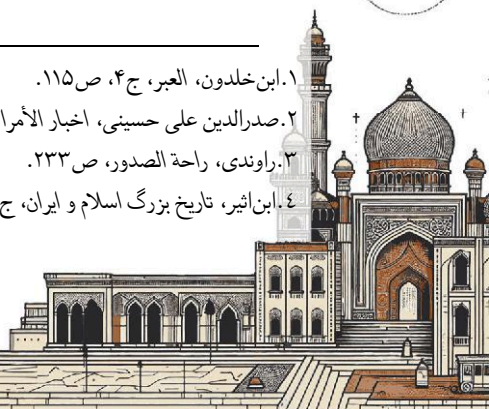 ۱.ابن‌خلدون، العبر، ج۴، ص۱۱۵.
۲.صدرالدین علی حسینی، اخبار الأمرا
۳.راوندی، راحة الصدور، ص۲۳۳.
٤.ابن‌اثیر، تاریخ بزرگ اسلام و ایران، ج